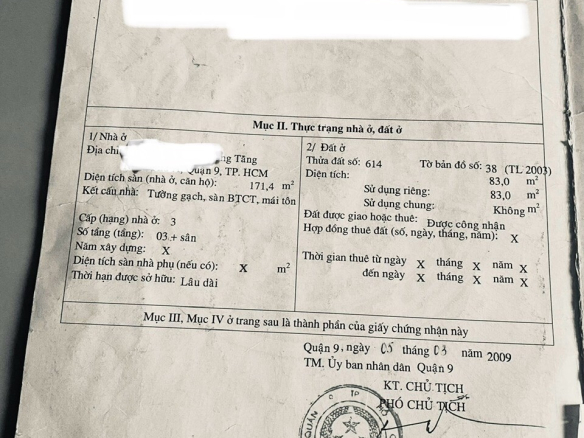 Mục II. Thực trạng nhà ở, đất ở
1/ Nhà ở
Địa chỉ: Tăng
Quận 9, TP. HCM
Diện tích sàn (nhà ở, căn hộ): 171,4 m²
Kết cấu nhà: Tường gạch, sàn BTCT, mái tôn
Cấp (hạng) nhà ở: 3
Số tầng (tầng): 03 + sân
Năm xây dựng: X
Diện tích sàn nhà phụ (nếu có): X m²
Thời hạn được sở hữu: Lâu dài
2/ Đất ở
Thửa đất số: 614 Tờ bản đồ số: 38 (TL 2003)
Diện tích: 83,0 m²
Sử dụng riêng: 83,0 m²
Sử dụng chung: Không m²
Đất được giao hoặc thuê: Được công nhận
Hợp đồng thuê đất (số, ngày, tháng, năm): X
Thời gian thuê từ ngày X tháng X năm X
đến ngày X tháng X năm X
Mục III, Mục IV ở trang sau là thành phần của giấy chứng nhận này
Quận 9, ngày 05 tháng 03 năm 2009
TM. Ủy ban nhân dân Quận 9
KT. CHỦ TỊCH
PHÓ CHỦ TỊCH